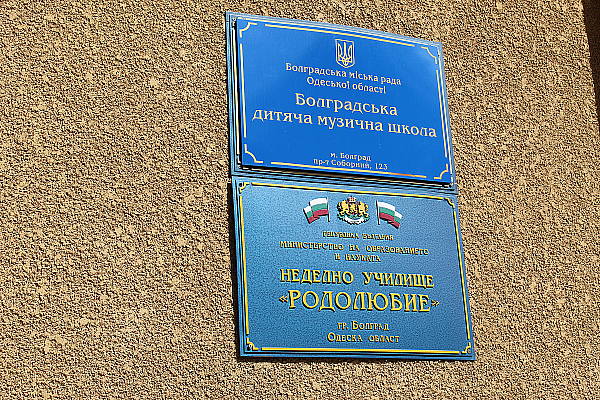 Болградська міська рада
Одеської області
Болградська
дитяча музична школа
м. Болград
пр-т Соборний, 123
Република България
Министерство на образованието
и науката
Неделно училище
«Родолюбие»
гр. Болград
Одеска област